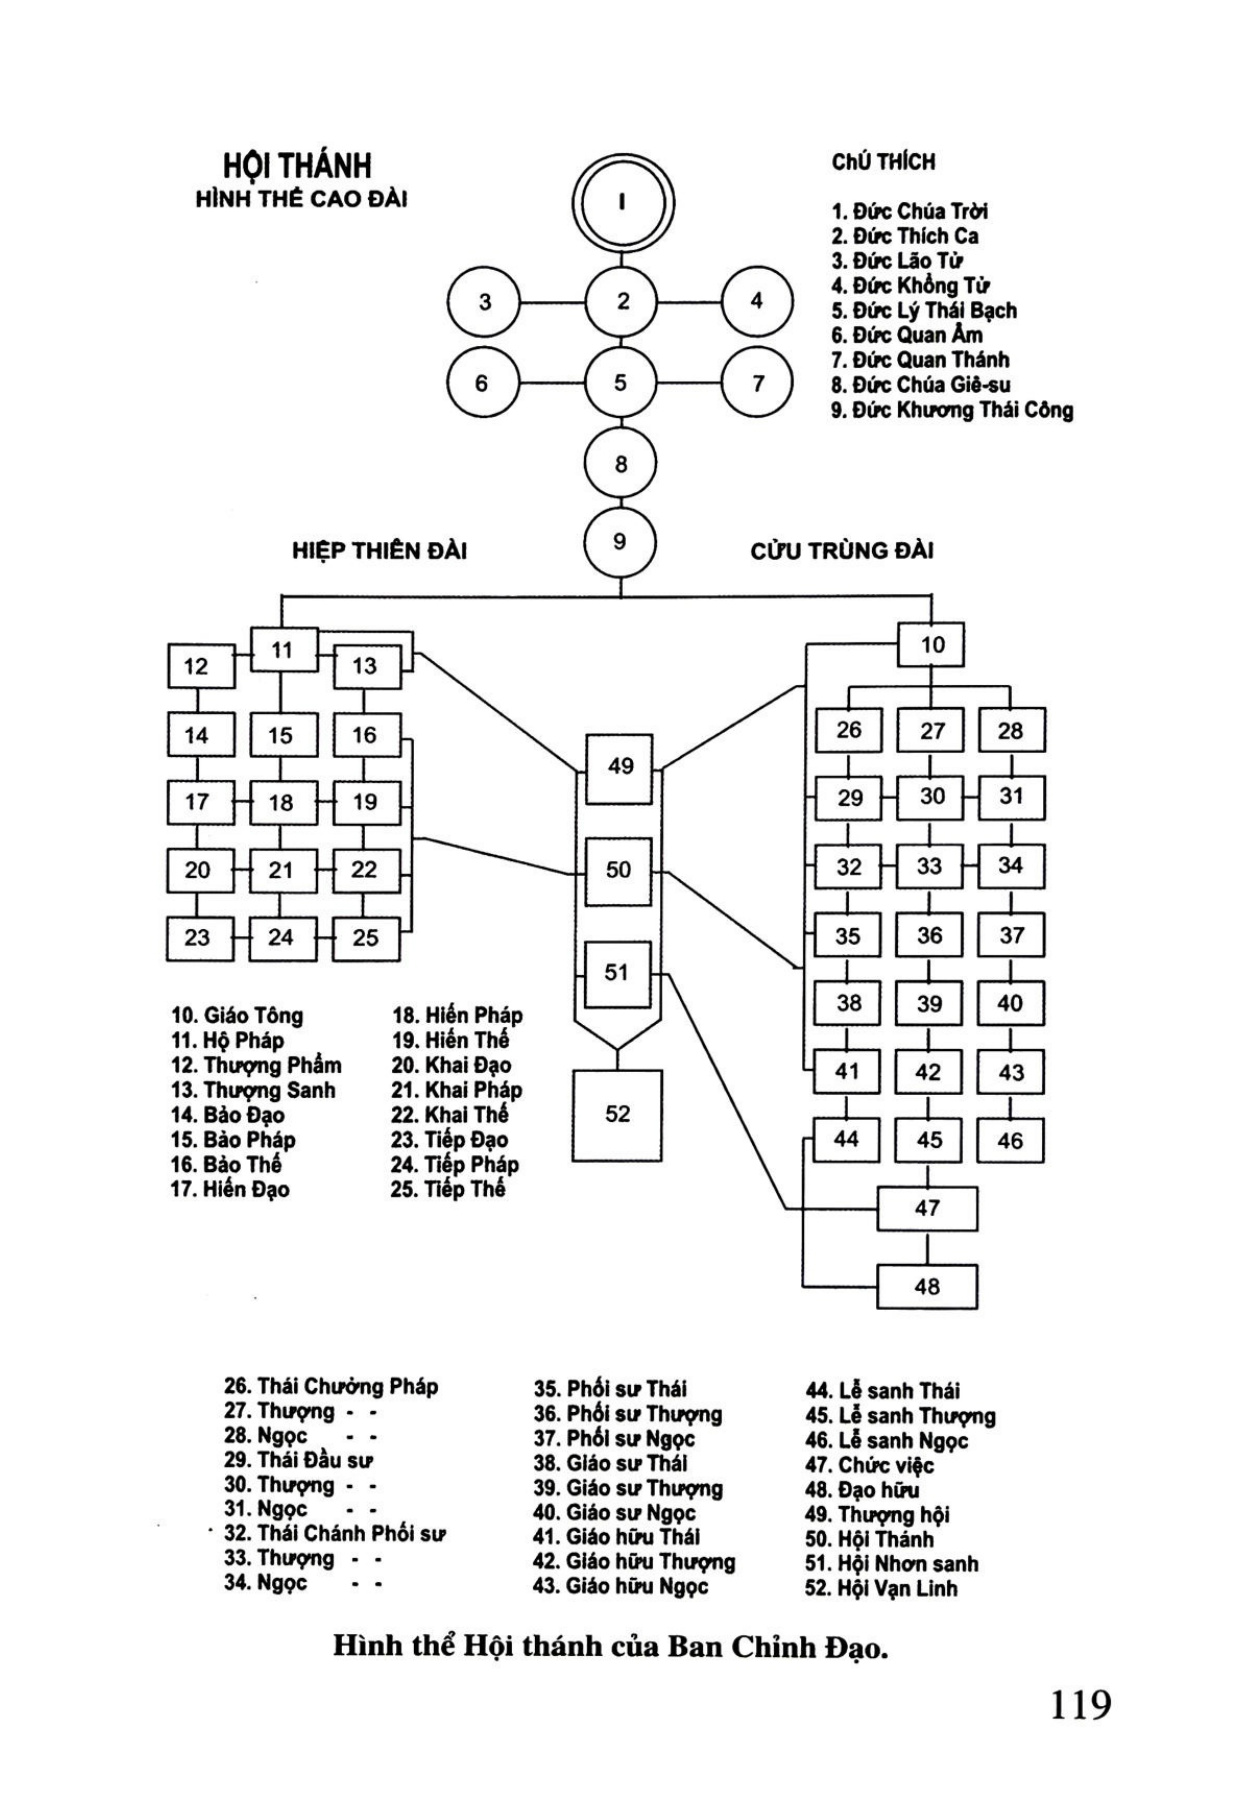 HỘI THÁNH
HÌNH THỂ CAO ĐÀI
ChÚ THÍCH
1. Đức Chúa Trời
2. Đức Thích Ca
3. Đức Lão Tử
4. Đức Khổng Tử
5. Đức Lý Thái Bạch
6. Đức Quan Âm
7. Đức Quan Thánh
8. Đức Chúa Giê-su
9. Đức Khương Thái Công
I
3 2 4
6 5 7
8
9
HIỆP THIÊN ĐÀI
CỬU TRÙNG ĐÀI
12 11 13
14 15 16
17 18 19
20 21 22
23 24 25
49
50
51
52
10
26 27 28
29 30 31
32 33 34
35 36 37
38 39 40
41 42 43
44 45 46
47
48
10. Giáo Tông
11. Hộ Pháp
12. Thượng Phẩm
13. Thượng Sanh
14. Bảo Đạo
15. Bảo Pháp
16. Bảo Thế
17. Hiến Đạo
18. Hiến Pháp
19. Hiến Thế
20. Khai Đạo
21. Khai Pháp
22. Khai Thế
23. Tiếp Đạo
24. Tiếp Pháp
25. Tiếp Thế
26. Thái Chưởng Pháp
27. Thượng - -
28. Ngọc - -
29. Thái Đầu sư
30. Thượng - -
31. Ngọc - -
32. Thái Chánh Phối sư
33. Thượng - -
34. Ngọc - -
35. Phối sư Thái
36. Phối sư Thượng
37. Phối sư Ngọc
38. Giáo sư Thái
39. Giáo sư Thượng
40. Giáo sư Ngọc
41. Giáo hữu Thái
42. Giáo hữu Thượng
43. Giáo hữu Ngọc
44. Lễ sanh Thái
45. Lễ sanh Thượng
46. Lễ sanh Ngọc
47. Chức việc
48. Đạo hữu
49. Thượng hội
50. Hội Thánh
51. Hội Nhơn sanh
52. Hội Vạn Linh
Hình thể Hội thánh của Ban Chỉnh Đạo.
119